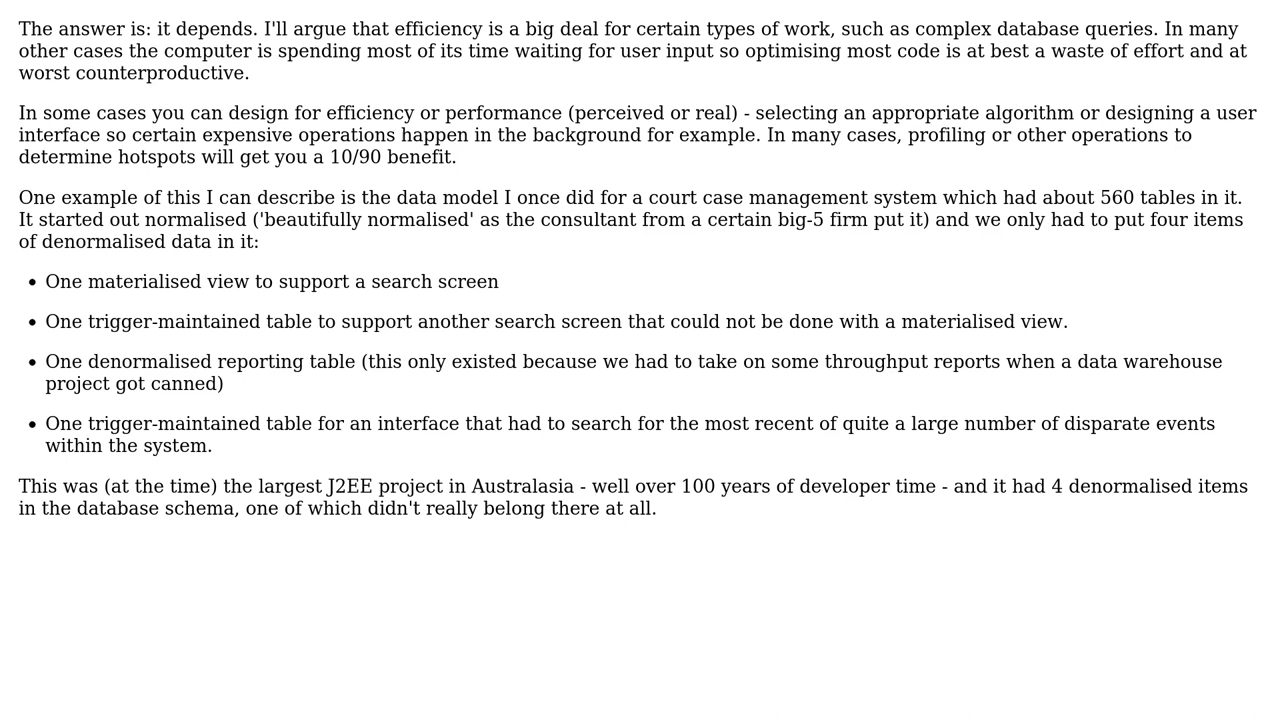 The answer is: it depends. I'll argue that efficiency is a big deal for certain types of work, such as complex database queries. In many
other cases the computer is spending most of its time waiting for user input so optimising most code is at best a waste of effort and at
worst counterproductive.
In some cases you can design for efficiency or performance (perceived or real) - selecting an appropriate algorithm or designing a user
interface so certain expensive operations happen in the background for example. In many cases, profiling or other operations to
determine hotspots will get you a 10/90 benefit.
One example of this I can describe is the data model I once did for a court case management system which had about 560 tables in it.
It started out normalised ('beautifully normalised' as the consultant from a certain big-5 firm put it) and we only had to put four items
of denormalised data in it:
• One materialised view to support a search screen
• One trigger-maintained table to support another search screen that could not be done with a materialised view.
• One denormalised reporting table (this only existed because we had to take on some throughput reports when a data warehouse
project got canned)
• One trigger-maintained table for an interface that had to search for the most recent of quite a large number of disparate events
within the system.
This was (at the time) the largest J2EE project in Australasia - well over 100 years of developer time - and it had 4 denormalised items
in the database schema, one of which didn't really belong there at all.